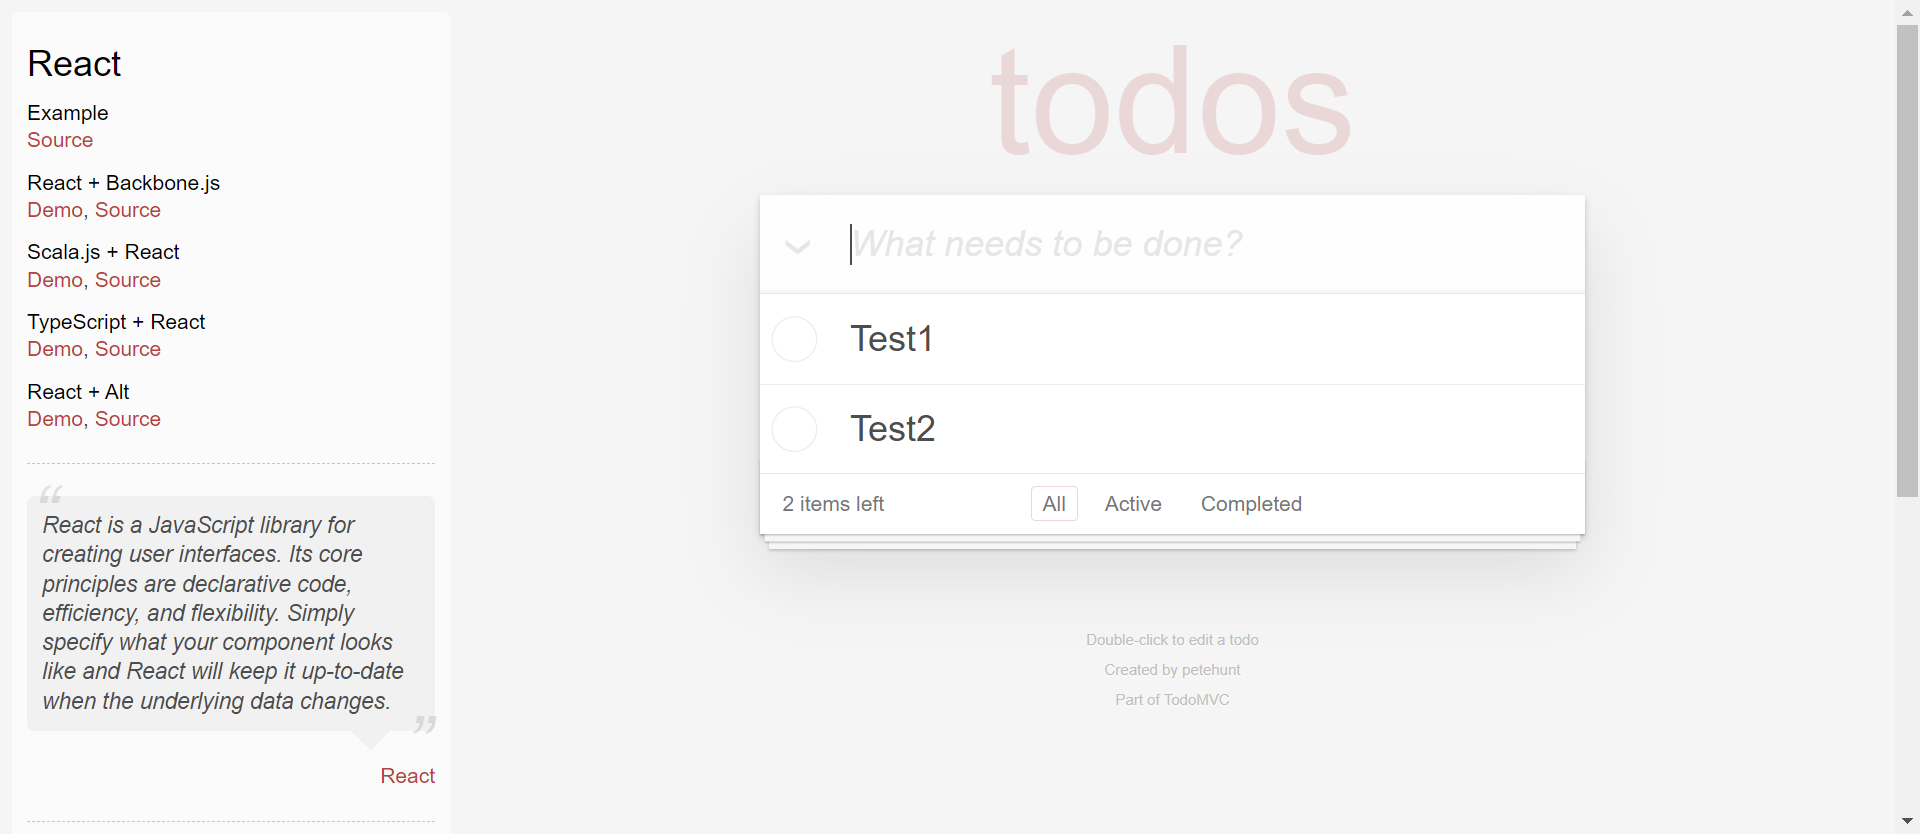 React
Example
Source
React + Backbone.js
Demo, Source
Scala.js + React
Demo, Source
TypeScript + React
Demo, Source
React + Alt
Demo, Source
“
React is a JavaScript library for
creating user interfaces. Its core
principles are declarative code,
efficiency, and flexibility. Simply
specify what your component looks
like and React will keep it up-to-date
when the underlying data changes.
”
React
todos
What needs to be done?
Test1
Test2
2 items left All Active Completed
Double-click to edit a todo
Created by petehunt
Part of TodoMVC